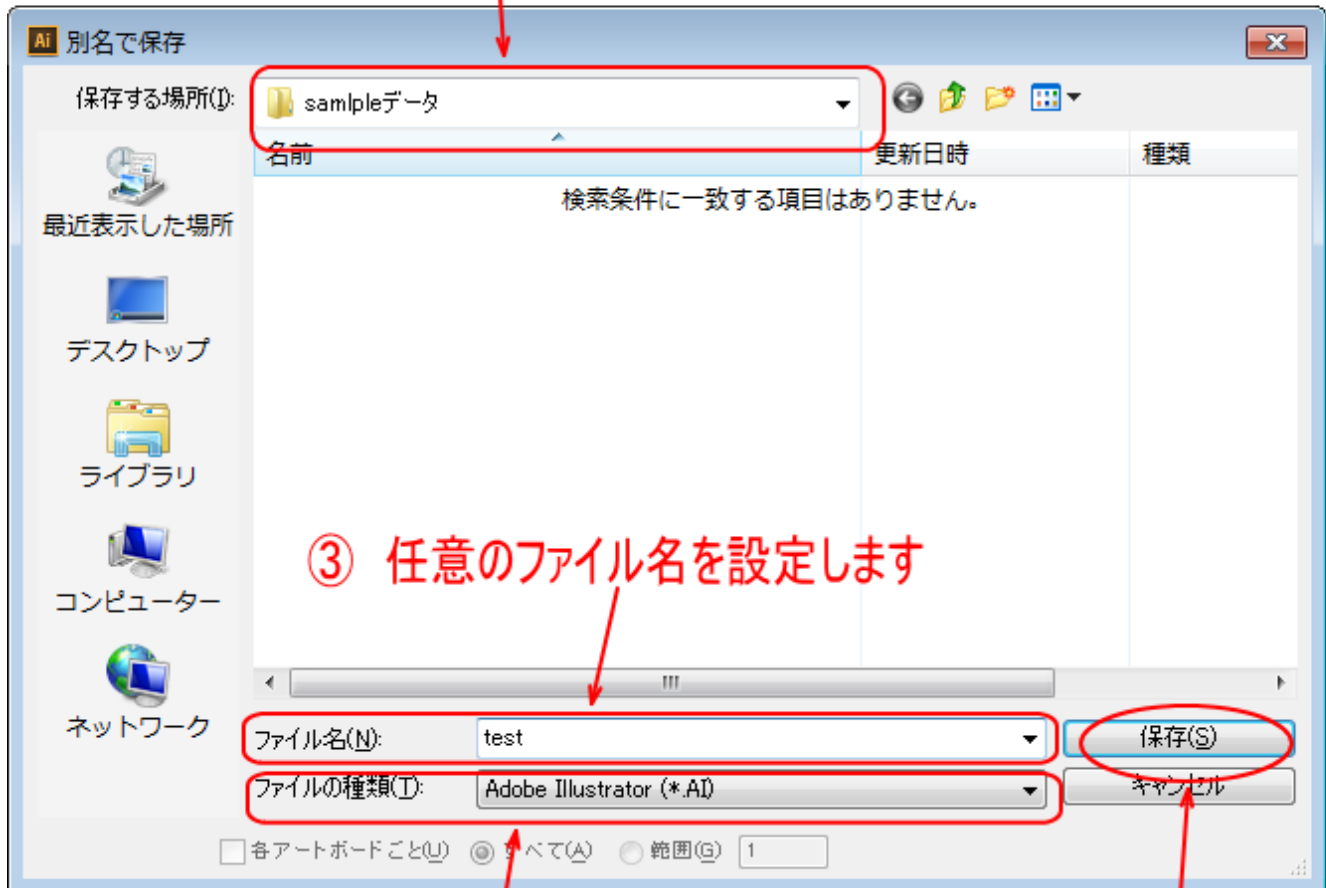 Ai 別名で保存
保存する場所(I): samlpleデータ
名前 更新日時 種類
検索条件に一致する項目はありません。
最近表示した場所
デスクトップ
ライブラリ
コンピューター
ネットワーク
③ 任意のファイル名を設定します
ファイル名(N): test 保存(S)
ファイルの種類(T): Adobe Illustrator (*.AI) キャンセル
各アートボードごと(U) すべて(A) 範囲(G) 1